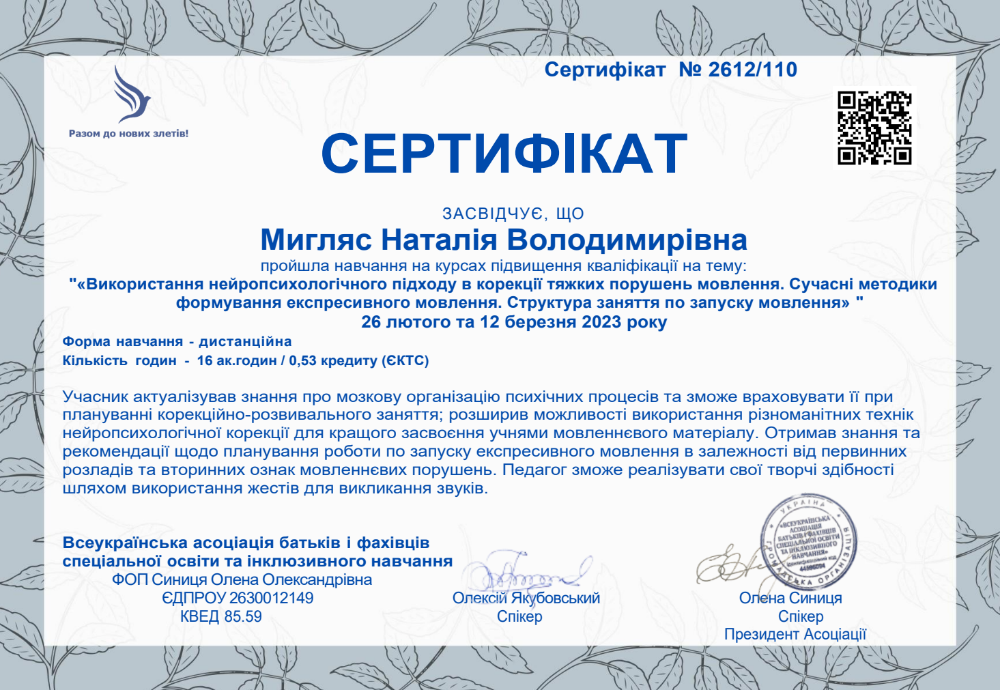 Сертифікат № 2612/110
Разом до нових злетів!
СЕРТИФІКАТ
ЗАСВІДЧУЄ, ЩО
Мигляс Наталія Володимирівна
пройшла навчання на курсах підвищення кваліфікації на тему:
"«Використання нейропсихологічного підходу в корекції тяжких порушень мовлення. Сучасні методики
формування експресивного мовлення. Структура заняття по запуску мовлення» "
26 лютого та 12 березня 2023 року
Форма навчання - дистанційна
Кількість годин - 16 ак.годин / 0,53 кредиту (ЄКТС)
Учасник актуалізував знання про мозкову організацію психічних процесів та зможе враховувати її при
плануванні корекційно-розвивального заняття; розширив можливості використання різноманітних технік
нейропсихологічної корекції для кращого засвоєння учнями мовленнєвого матеріалу. Отримав знання та
рекомендації щодо планування роботи по запуску експресивного мовлення в залежності від первинних
розладів та вторинних ознак мовленнєвих порушень. Педагог зможе реалізувати свої творчі здібності
шляхом використання жестів для викликання звуків.
Всеукраїнська асоціація батьків і фахівців
спеціальної освіти та інклюзивного навчання
ФОП Синиця Олена Олександрівна
ЄДПРОУ 2630012149
КВЕД 85.59
Олексій Якубовський
Спікер
УКРАЇНА
ГРОМАДСЬКА ОРГАНІЗАЦІЯ
«ВСЕУКРАЇНСЬКА
АСОЦІАЦІЯ
БАТЬКІВ І ФАХІВЦІВ
СПЕЦІАЛЬНОЇ ОСВІТИ
ТА ІНКЛЮЗИВНОГО
НАВЧАННЯ»
Ідентифікаційний код
44596094
Олена Синиця
Спікер
Президент Асоціації